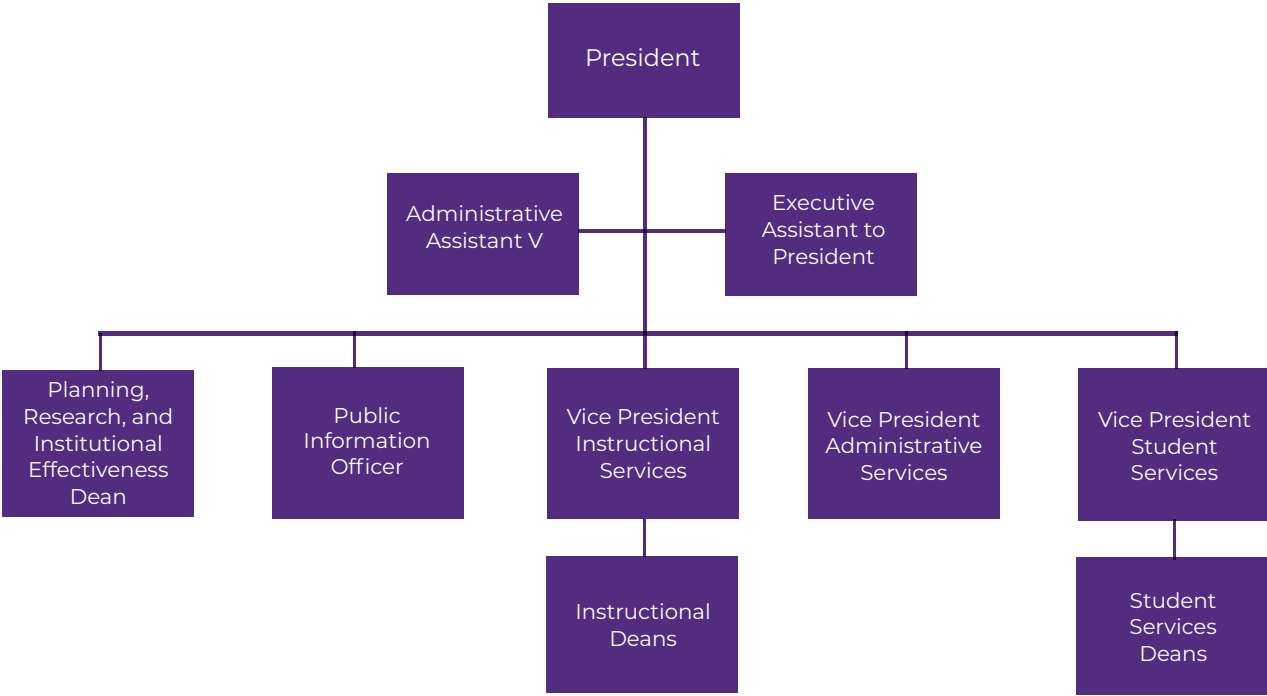 President
Administrative
Assistant V
Executive
Assistant to
President
Planning,
Research, and
Institutional
Effectiveness
Dean
Public
Information
Officer
Vice President
Instructional
Services
Vice President
Administrative
Services
Vice President
Student
Services
Instructional
Deans
Student
Services
Deans